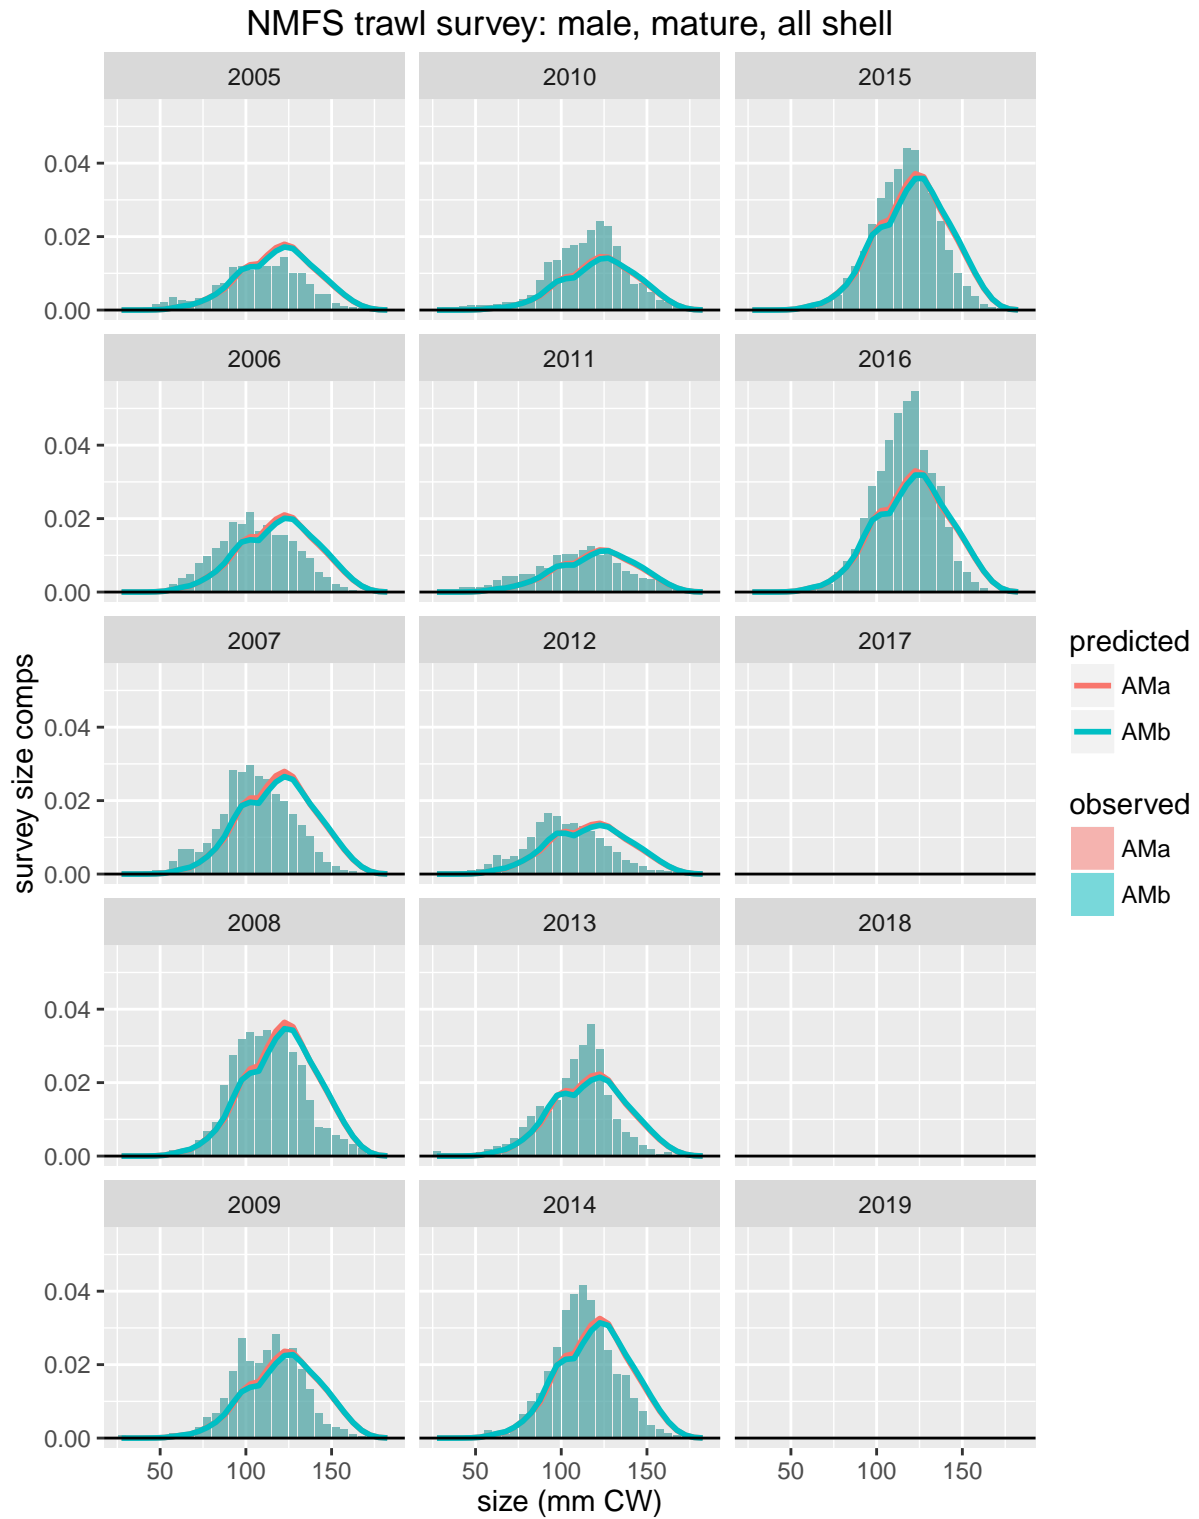 NMFS trawl survey: male, mature, all shell
2005 2010 2015
0.04
0.02
0.00
2006 2011 2016
0.04
0.02
0.00
2007 2012 2017
0.04
0.02
0.00
2008 2013 2018
0.04
0.02
0.00
2009 2014 2019
0.04
0.02
0.00
50 100 150 50 100 150 50 100 150
size (mm CW)
survey size comps
predicted
AMa
AMb
observed
AMa
AMb